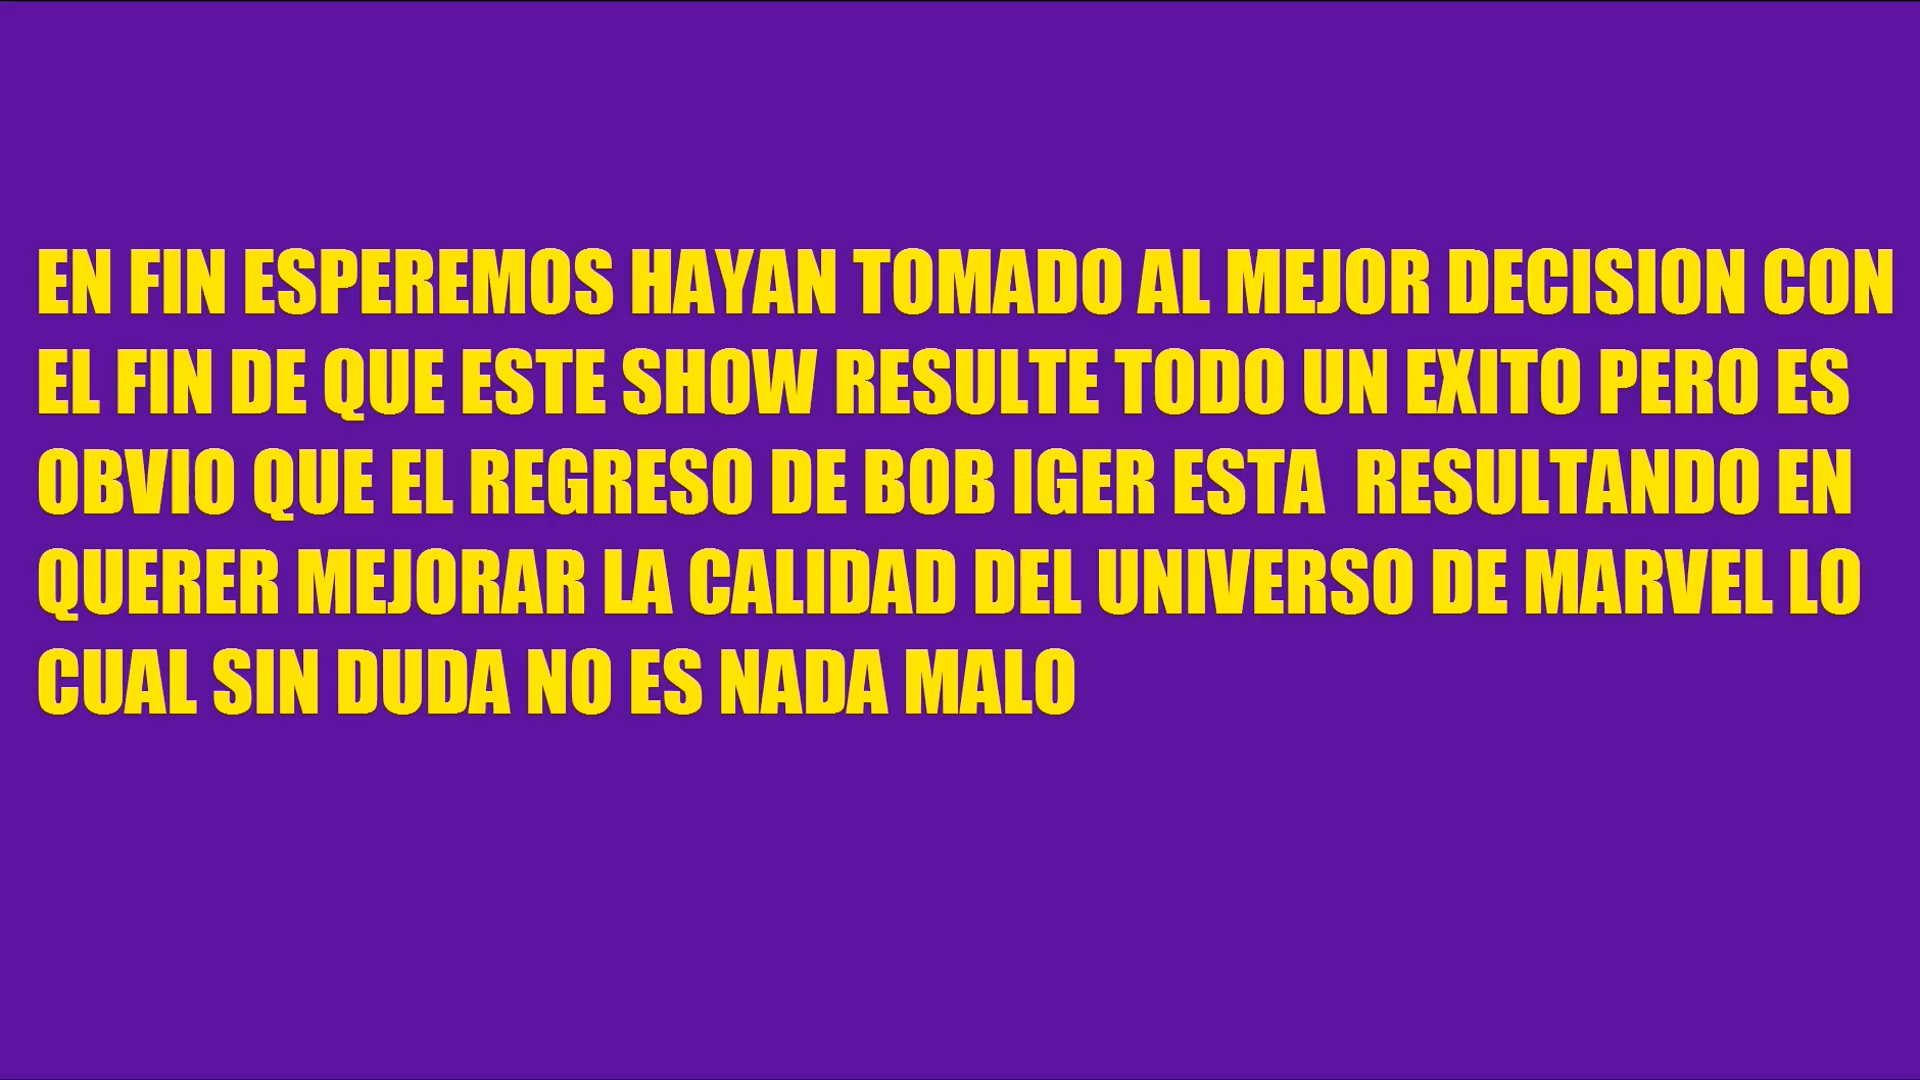 EN FIN ESPEREMOS HAYAN TOMADO AL MEJOR DECISION CON
EL FIN DE QUE ESTE SHOW RESULTE TODO UN EXITO PERO ES
OBVIO QUE EL REGRESO DE BOB IGER ESTA  RESULTANDO EN
QUERER MEJORAR LA CALIDAD DEL UNIVERSO DE MARVEL LO
CUAL SIN DUDA NO ES NADA MALO